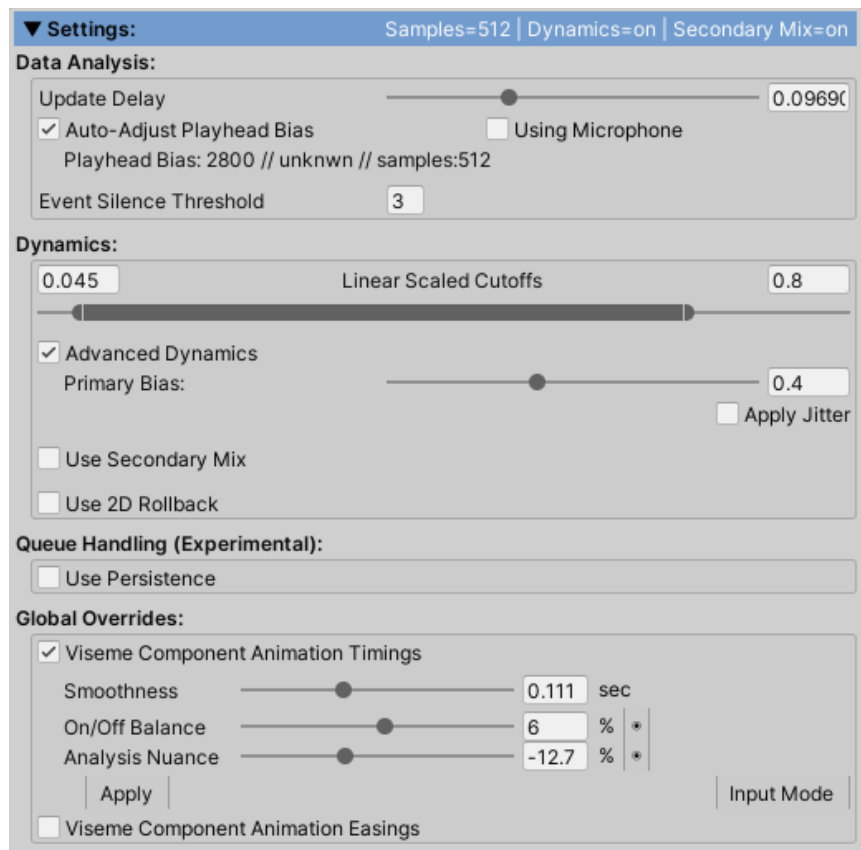 ▼ Settings: Samples=512 | Dynamics=on | Secondary Mix=on
Data Analysis:
Update Delay 0.0969
Auto-Adjust Playhead Bias Using Microphone
Playhead Bias: 2800 // unknwn // samples:512
Event Silence Threshold 3
Dynamics:
0.045 Linear Scaled Cutoffs 0.8
Advanced Dynamics
Primary Bias: 0.4
Apply Jitter
Use Secondary Mix
Use 2D Rollback
Queue Handling (Experimental):
Use Persistence
Global Overrides:
Viseme Component Animation Timings
Smoothness 0.111 sec
On/Off Balance 6 %
Analysis Nuance -12.7 %
Apply Input Mode
Viseme Component Animation Easings